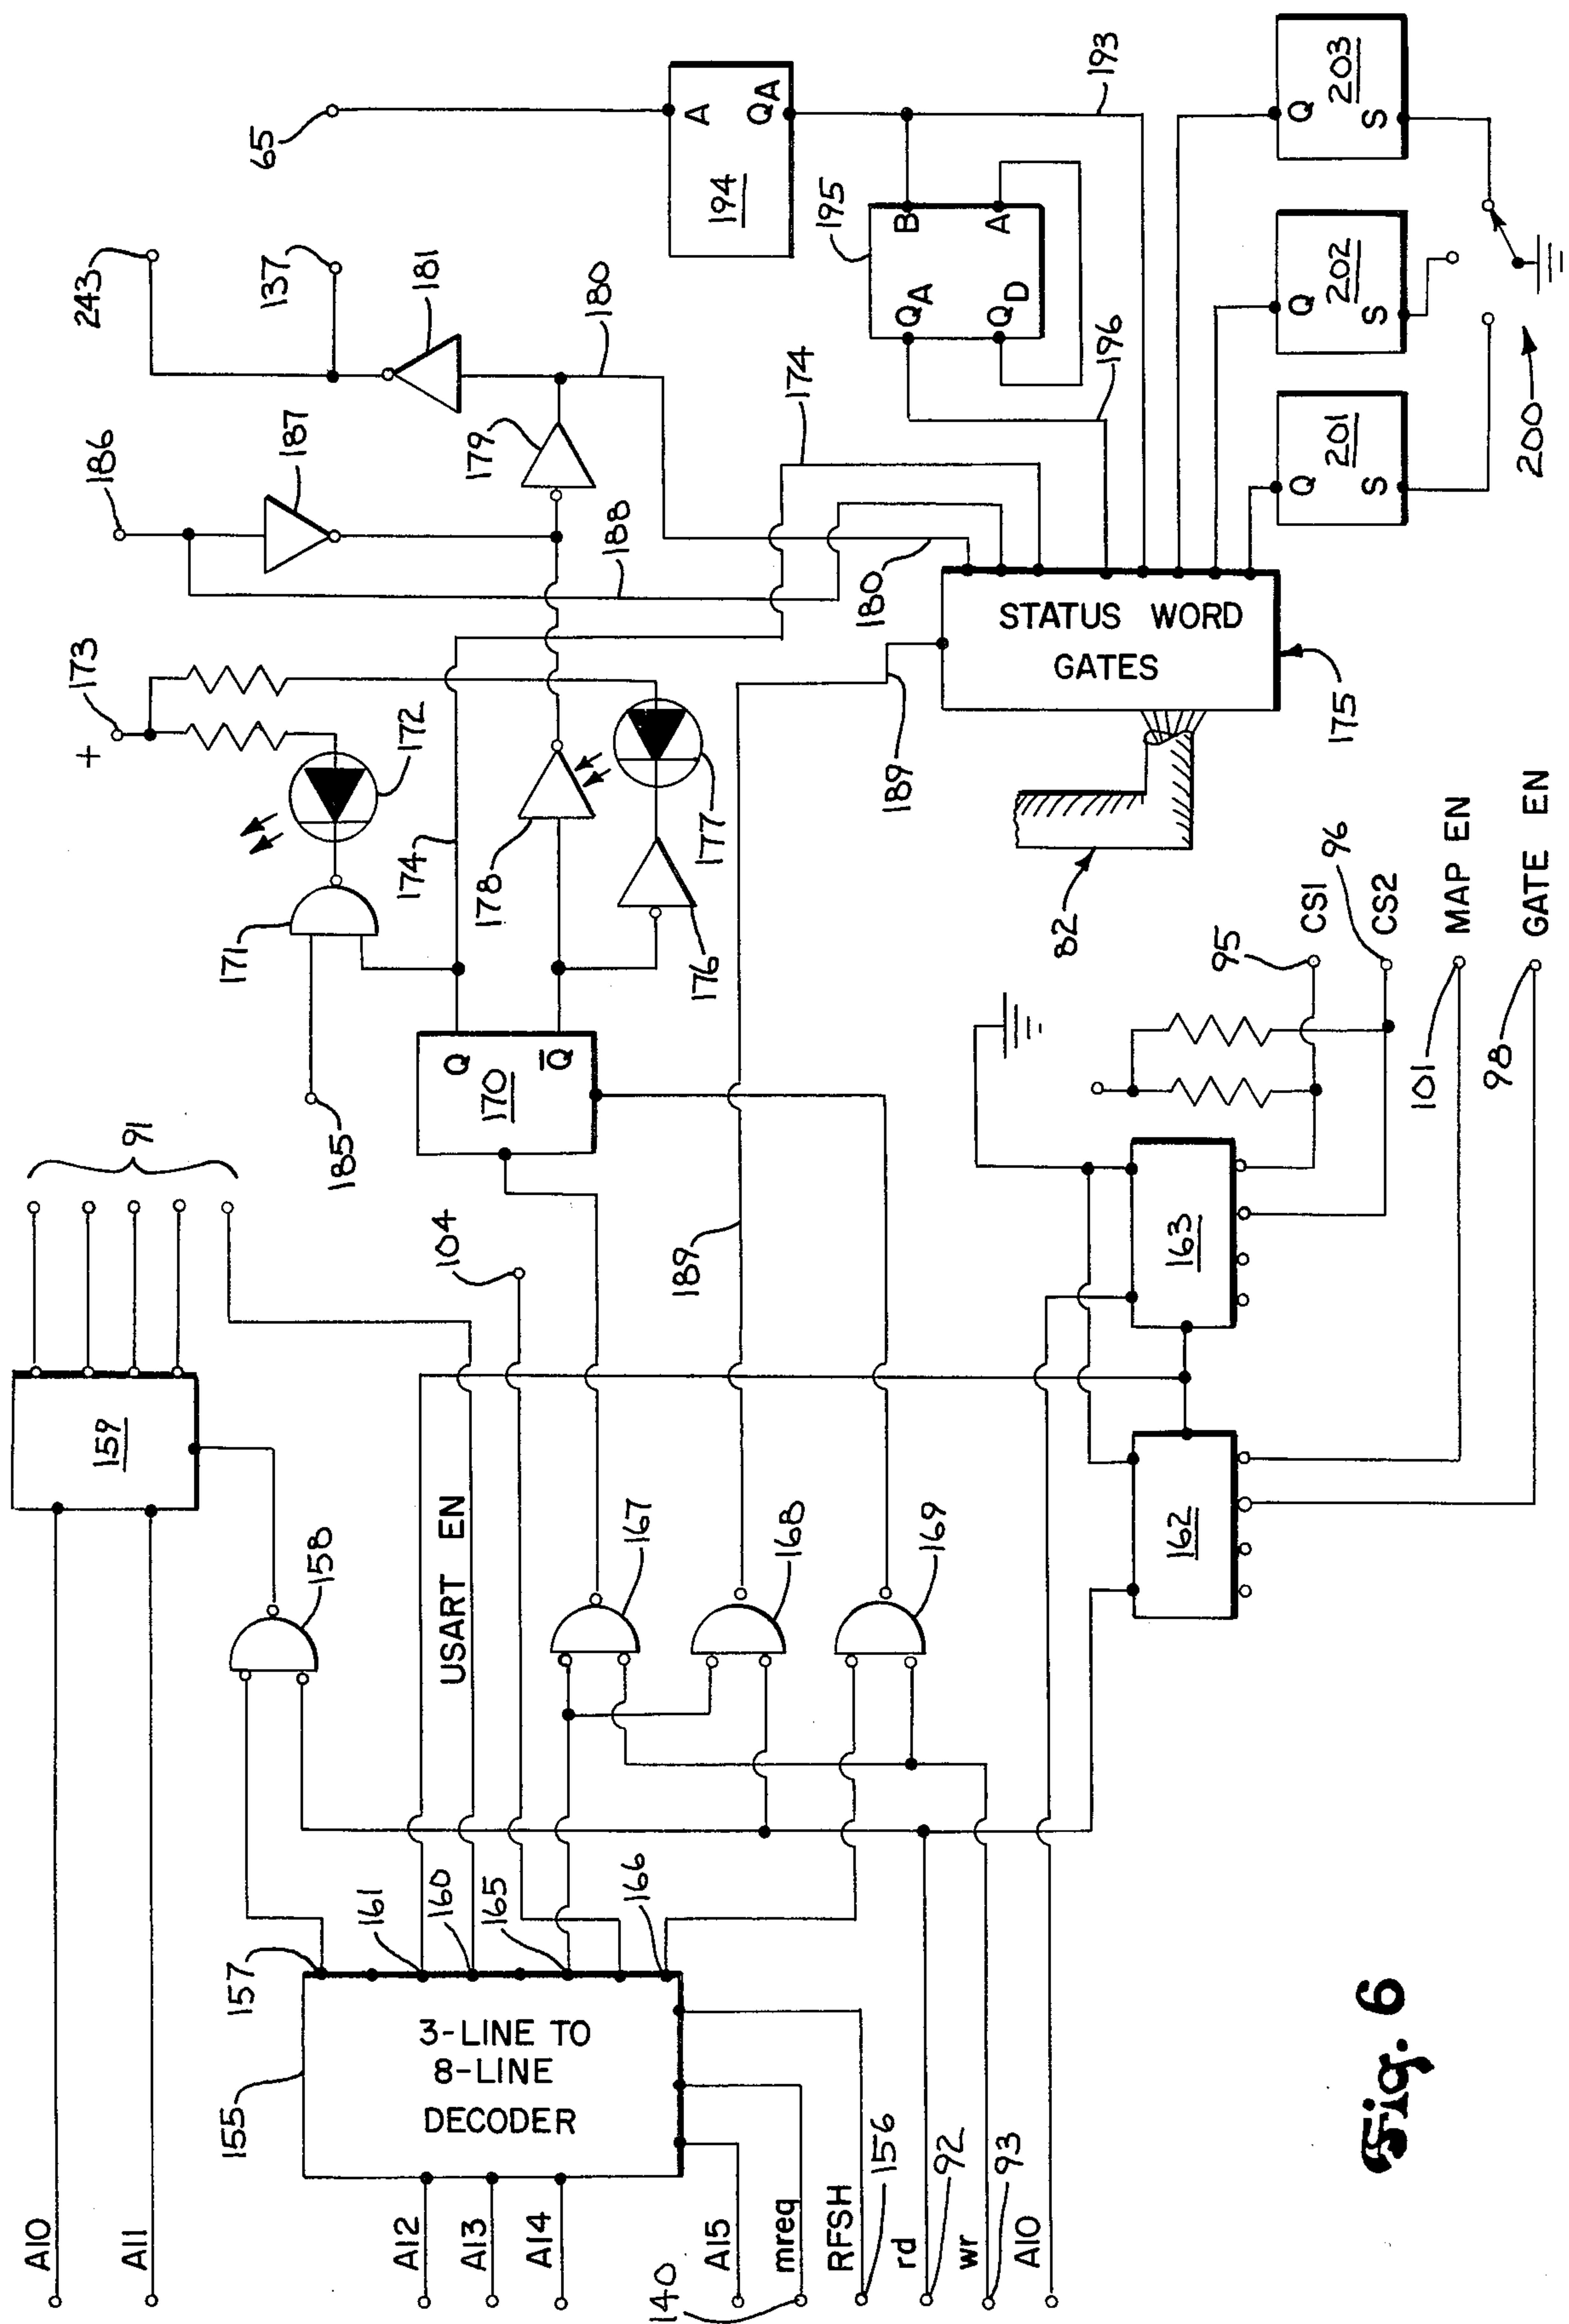 A10
A11
A12
A13
A14
A15
140
mreq
RFSH
156
rd
92
wr
93
A10
155
3-LINE TO
8-LINE
DECODER
157
161
160
165
166
USART EN
158
159
91
167
168
169
104
162
163
189
185
170
Q
Q̅
171
172
173
+
174
176
177
178
179
180
181
186
187
188
243
137
65
194
A
QA
195
B
A
QA
QD
193
196
174
180
189
STATUS WORD
GATES
175
82
201
Q
S
202
Q
S
203
Q
S
200
95
CS1
96
CS2
101
MAP EN
98
GATE EN
Fig. 6